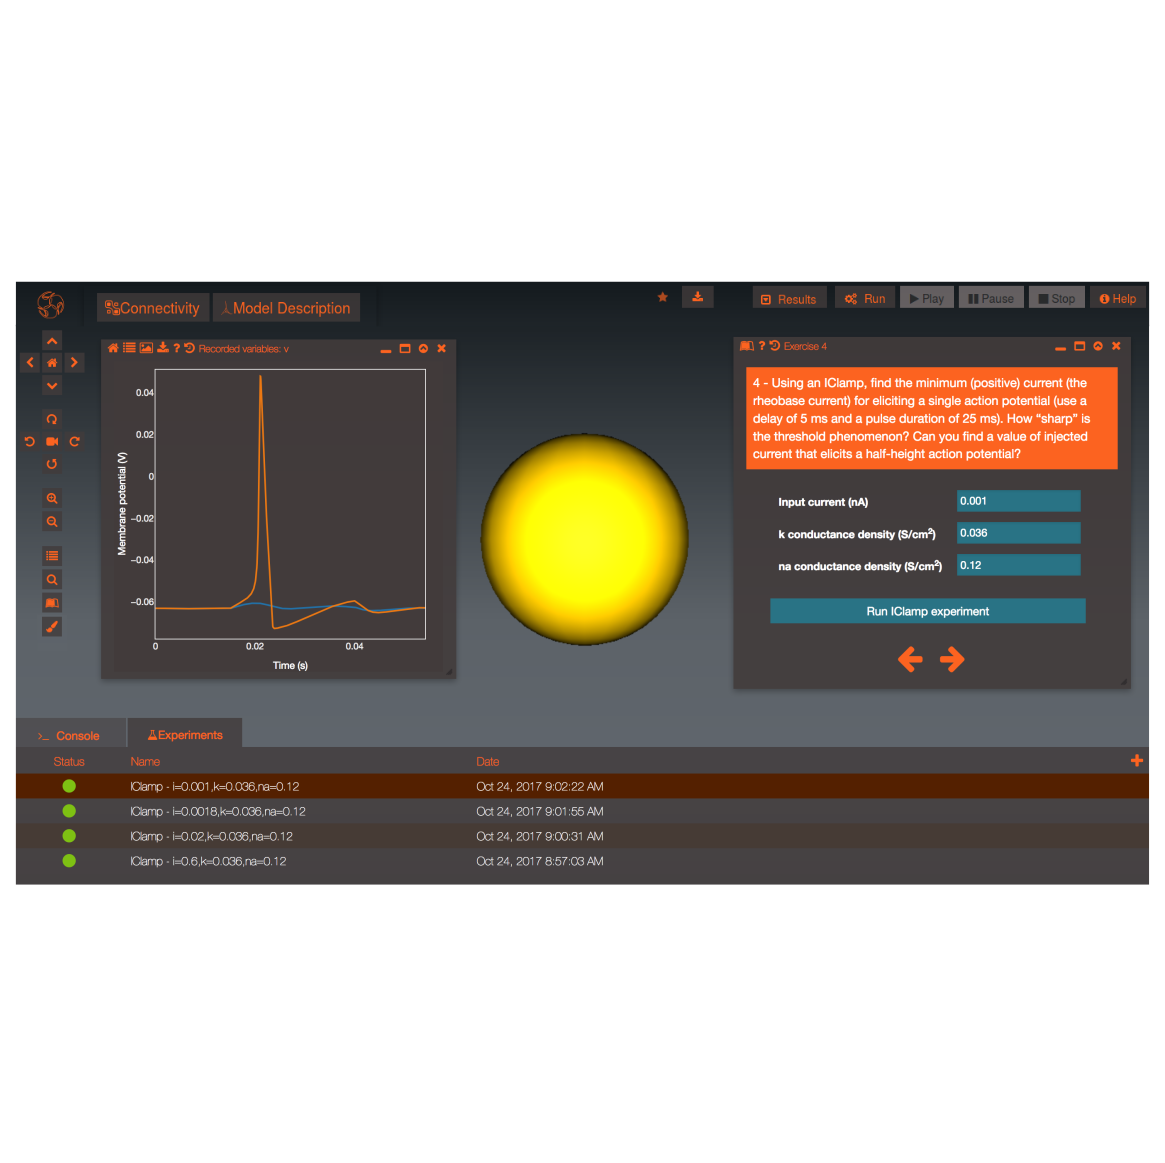 Connectivity
Model Description
Results
Run
Play
Pause
Stop
Help
Recorded variables: v
0.04
0.02
0
−0.02
−0.04
−0.06
Membrane potential (V)
0
0.02
0.04
Time (s)
Exercise 4
4 - Using an IClamp, find the minimum (positive) current (the
rheobase current) for eliciting a single action potential (use a
delay of 5 ms and a pulse duration of 25 ms). How “sharp” is
the threshold phenomenon? Can you find a value of injected
current that elicits a half-height action potential?
Input current (nA)
0.001
k conductance density (S/cm²)
0.036
na conductance density (S/cm²)
0.12
Run IClamp experiment
>_ Console
Experiments
Status
Name
Date
IClamp - i=0.001,k=0.036,na=0.12
Oct 24, 2017 9:02:22 AM
IClamp - i=0.0018,k=0.036,na=0.12
Oct 24, 2017 9:01:55 AM
IClamp - i=0.02,k=0.036,na=0.12
Oct 24, 2017 9:00:31 AM
IClamp - i=0.6,k=0.036,na=0.12
Oct 24, 2017 8:57:03 AM